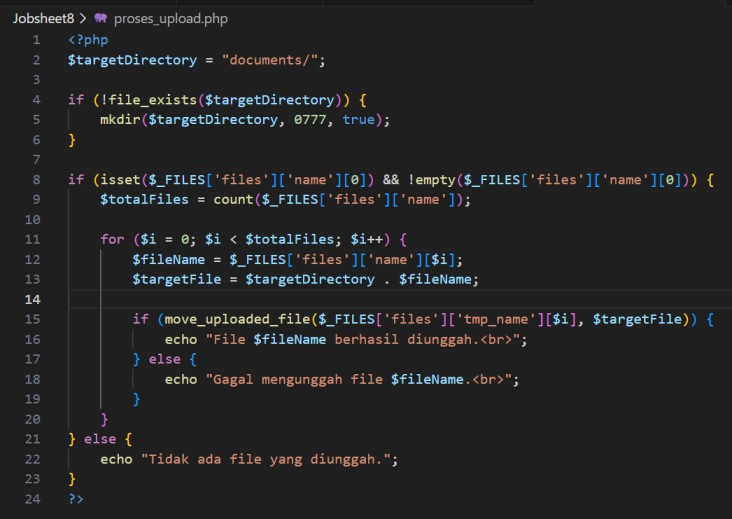 Jobsheet8 > proses_upload.php
1 <?php
2 $targetDirectory = "documents/";
3
4 if (!file_exists($targetDirectory)) {
5     mkdir($targetDirectory, 0777, true);
6 }
7
8 if (isset($_FILES['files']['name'][0]) && !empty($_FILES['files']['name'][0])) {
9     $totalFiles = count($_FILES['files']['name']);
10
11     for ($i = 0; $i < $totalFiles; $i++) {
12         $fileName = $_FILES['files']['name'][$i];
13         $targetFile = $targetDirectory . $fileName;
14
15         if (move_uploaded_file($_FILES['files']['tmp_name'][$i], $targetFile)) {
16             echo "File $fileName berhasil diunggah.<br>";
17         } else {
18             echo "Gagal mengunggah file $fileName.<br>";
19         }
20     }
21 } else {
22     echo "Tidak ada file yang diunggah.";
23 }
24 ?>